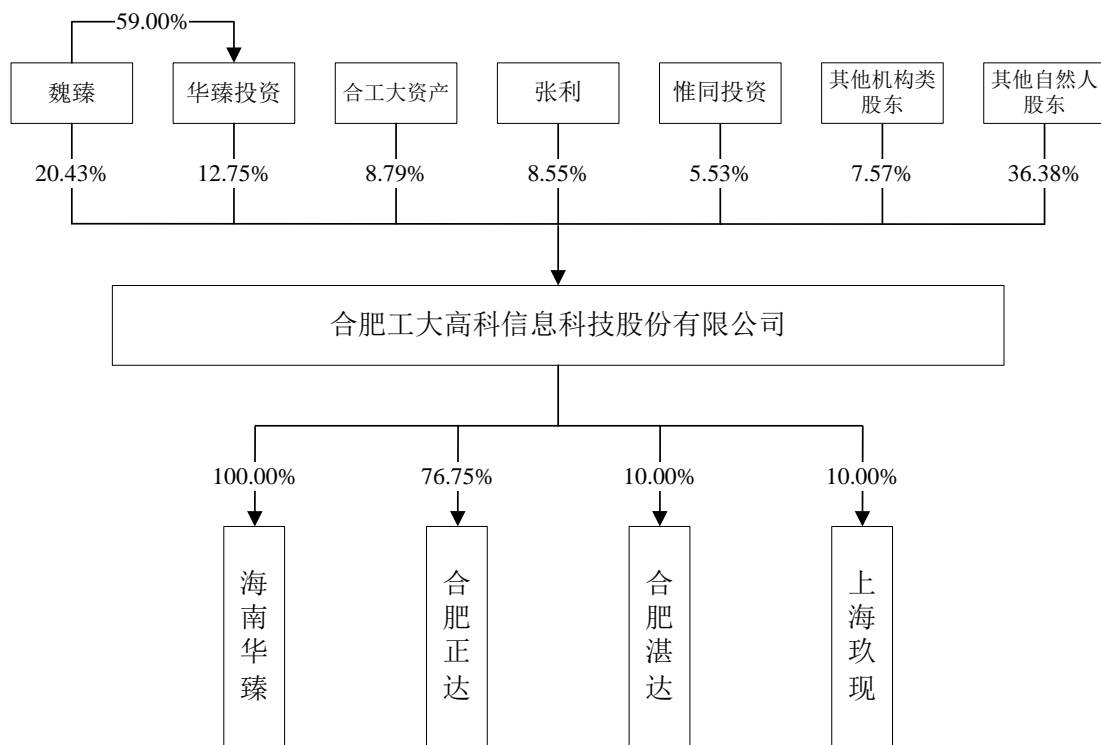 59.00%
魏臻
华臻投资
合工大资产
张利
惟同投资
其他机构类
股东
其他自然人
股东
20.43%
12.75%
8.79%
8.55%
5.53%
7.57%
36.38%
合肥工大高科信息科技股份有限公司
100.00%
76.75%
10.00%
10.00%
海南华臻
合肥正达
合肥湛达
上海玖现